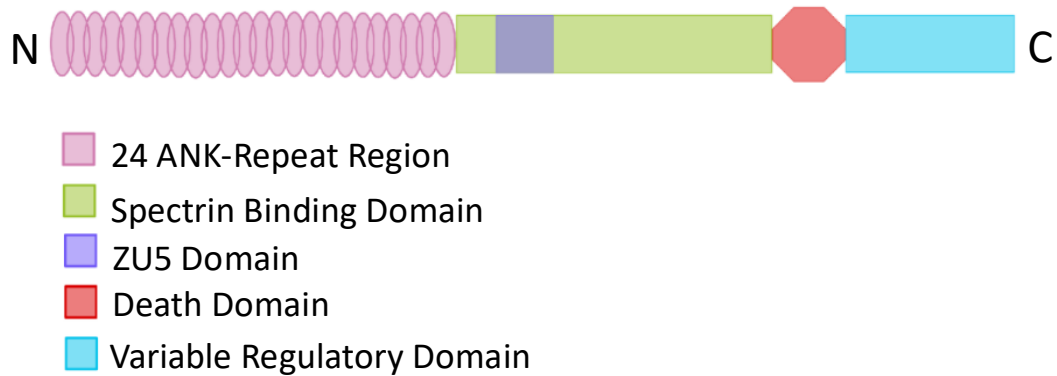 N C
24 ANK-Repeat Region
Spectrin Binding Domain
ZU5 Domain
Death Domain
Variable Regulatory Domain